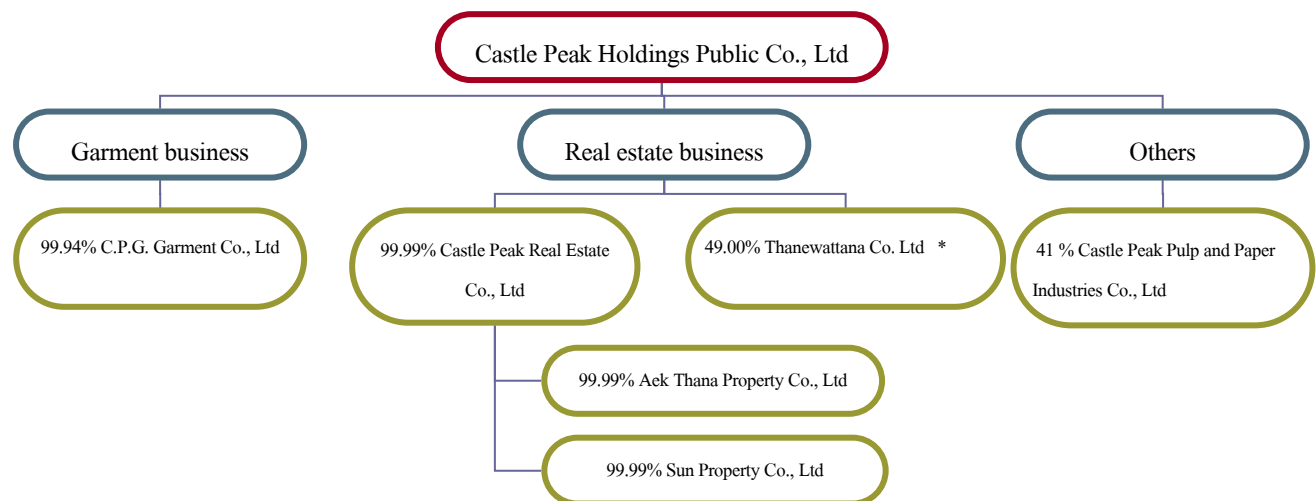 Castle Peak Holdings Public Co., Ltd
Garment business
Real estate business
Others
99.94% C.P.G. Garment Co., Ltd
99.99% Castle Peak Real Estate
Co., Ltd
49.00% Thanewattana Co. Ltd *
41 % Castle Peak Pulp and Paper
Industries Co., Ltd
99.99% Aek Thana Property Co., Ltd
99.99% Sun Property Co., Ltd